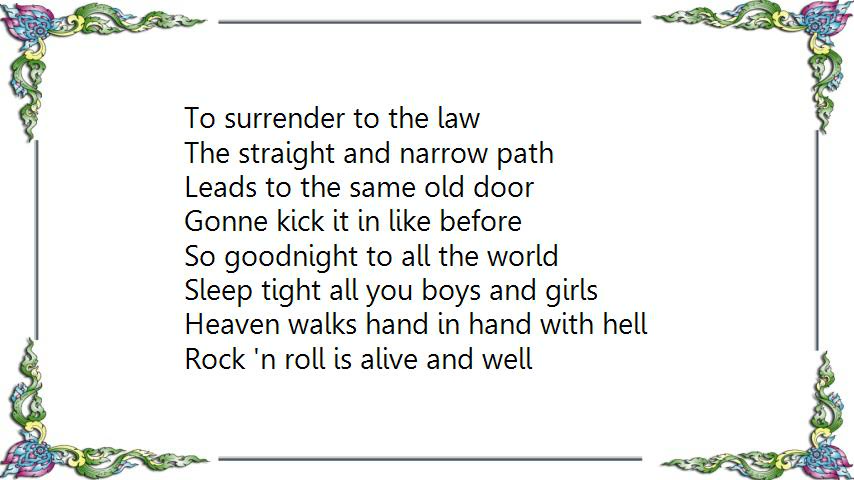 To surrender to the law
The straight and narrow path
Leads to the same old door
Gonne kick it in like before
So goodnight to all the world
Sleep tight all you boys and girls
Heaven walks hand in hand with hell
Rock 'n roll is alive and well